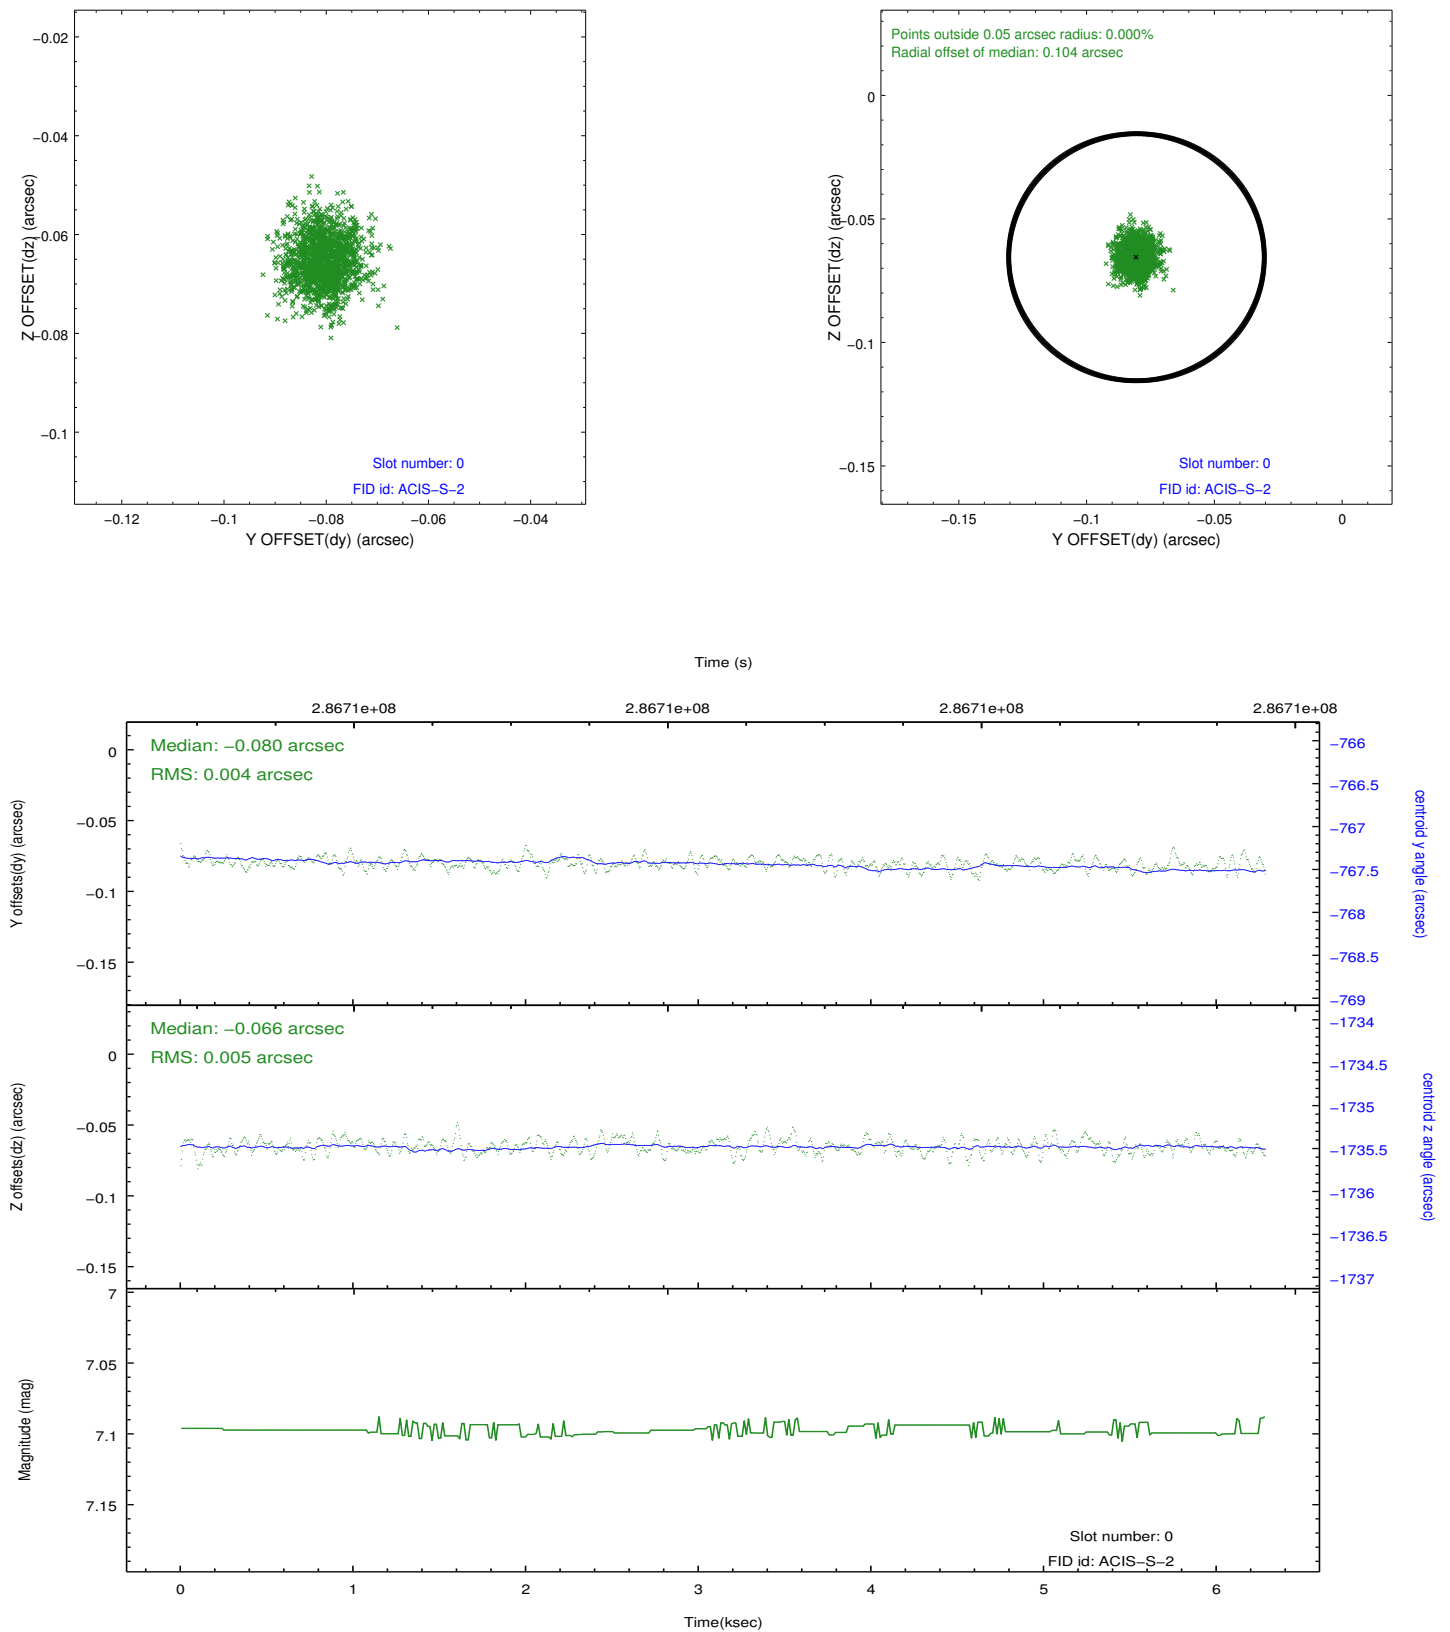 −0.02
−0.04
−0.06
−0.08
−0.1
Z OFFSET(dz) (arcsec)
Slot number: 0
FID id: ACIS−S−2
−0.12
−0.1
−0.08
−0.06
−0.04
Y OFFSET(dy) (arcsec)
Points outside 0.05 arcsec radius: 0.000%
Radial offset of median: 0.104 arcsec
0
−0.05
−0.1
−0.15
Z OFFSET(dz) (arcsec)
Slot number: 0
FID id: ACIS−S−2
−0.15
−0.1
−0.05
0
Y OFFSET(dy) (arcsec)
Time (s)
2.8671e+08
2.8671e+08
2.8671e+08
2.8671e+08
Median: −0.080 arcsec
RMS: 0.004 arcsec
0
−0.05
−0.1
−0.15
Y offsets(dy) (arcsec)
−766
−766.5
−767
−767.5
−768
−768.5
−769
centroid y angle (arcsec)
Median: −0.066 arcsec
RMS: 0.005 arcsec
0
−0.05
−0.1
−0.15
Z offsets(dz) (arcsec)
−1734
−1734.5
−1735
−1735.5
−1736
−1736.5
−1737
centroid z angle (arcsec)
7
7.05
7.1
7.15
Magnitude (mag)
Slot number: 0
FID id: ACIS−S−2
0
1
2
3
4
5
6
Time(ksec)